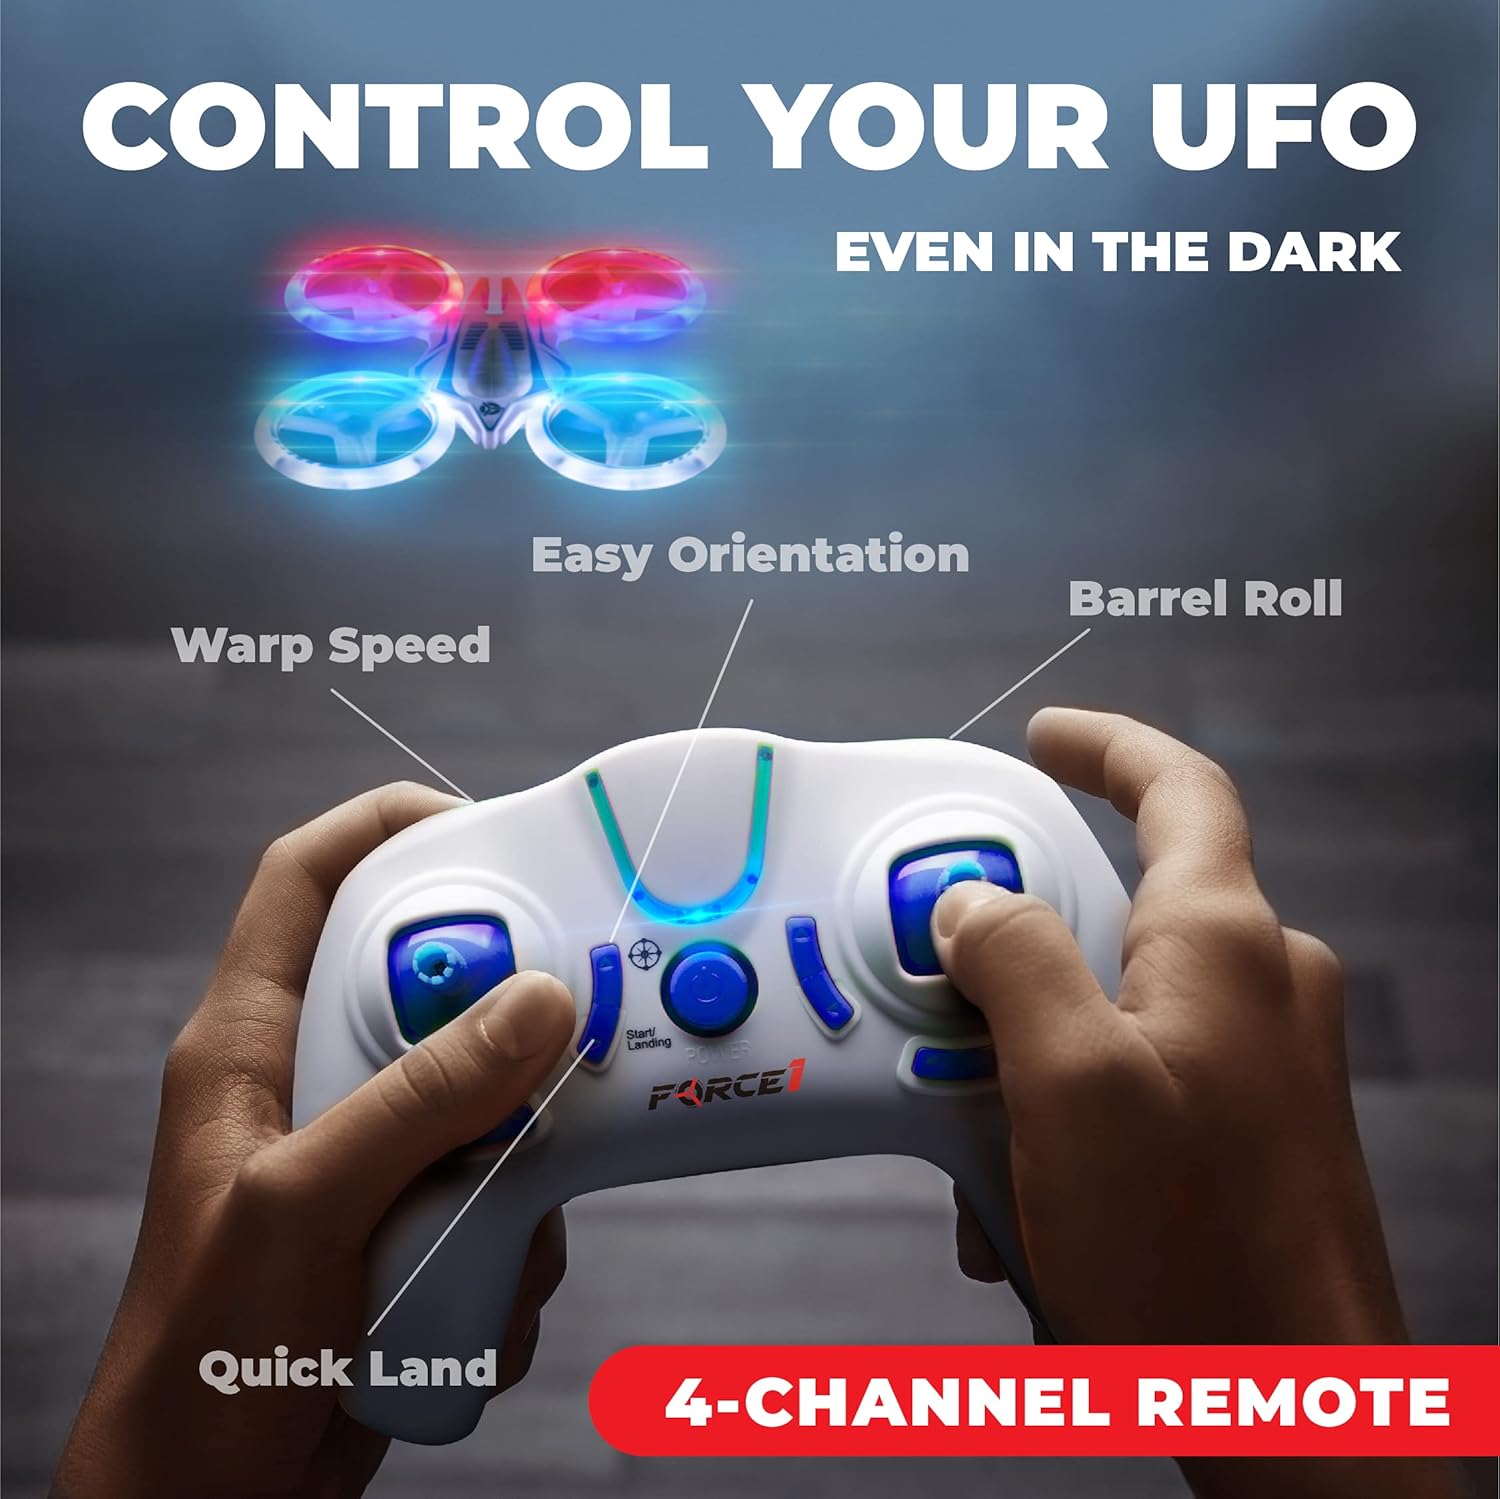 CONTROL YOUR UFO
EVEN IN THE DARK
Easy Orientation
Barrel Roll
Warp Speed
Start/
Landing
POWER
FORCE1
Quick Land
4-CHANNEL REMOTE